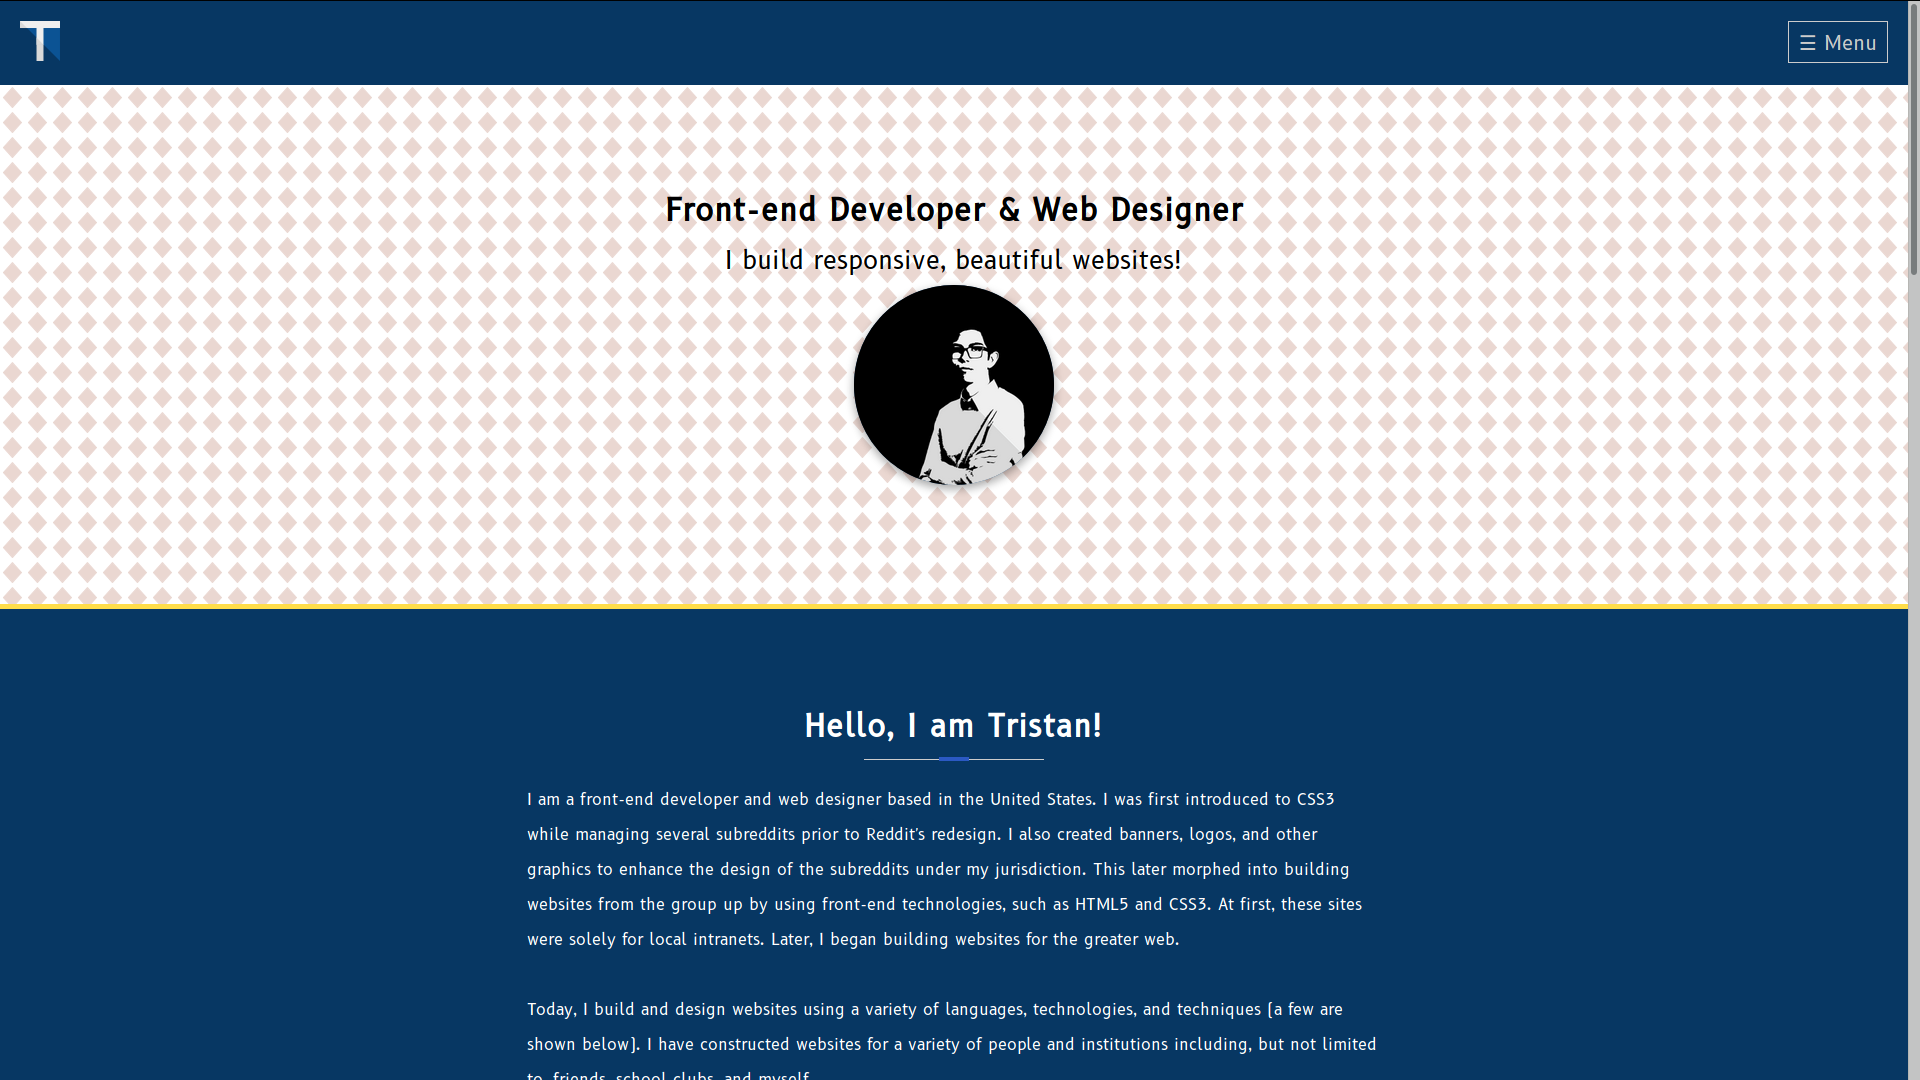 T
☰ Menu
Front-end Developer & Web Designer
I build responsive, beautiful websites!
Hello, I am Tristan!
I am a front-end developer and web designer based in the United States. I was first introduced to CSS3
while managing several subreddits prior to Reddit's redesign. I also created banners, logos, and other
graphics to enhance the design of the subreddits under my jurisdiction. This later morphed into building
websites from the group up by using front-end technologies, such as HTML5 and CSS3. At first, these sites
were solely for local intranets. Later, I began building websites for the greater web.
Today, I build and design websites using a variety of languages, technologies, and techniques (a few are
shown below). I have constructed websites for a variety of people and institutions including, but not limited
to, friends, school clubs, and myself.